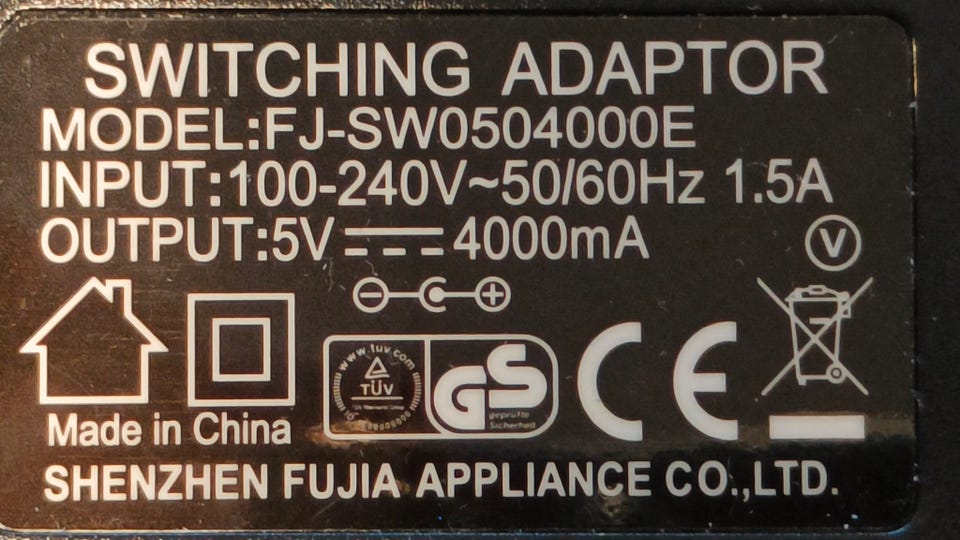 SWITCHING ADAPTOR
MODEL:FJ-SW0504000E
INPUT:100-240V~50/60Hz 1.5A
OUTPUT:5V 4000mA
V
www.tuv.com
TÜV
GS
geprüfte
Sicherheit
CE
Made in China
SHENZHEN FUJIA APPLIANCE CO.,LTD.